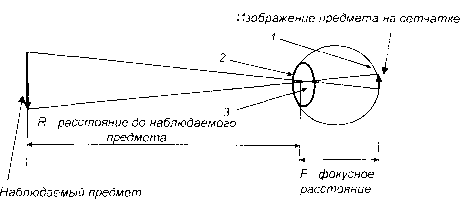 Изображение предмета на сетчатке
1
2
3
R расстояние до наблюдаемого
предмета
F фокусное
расстояние
Наблюдаемый предмет